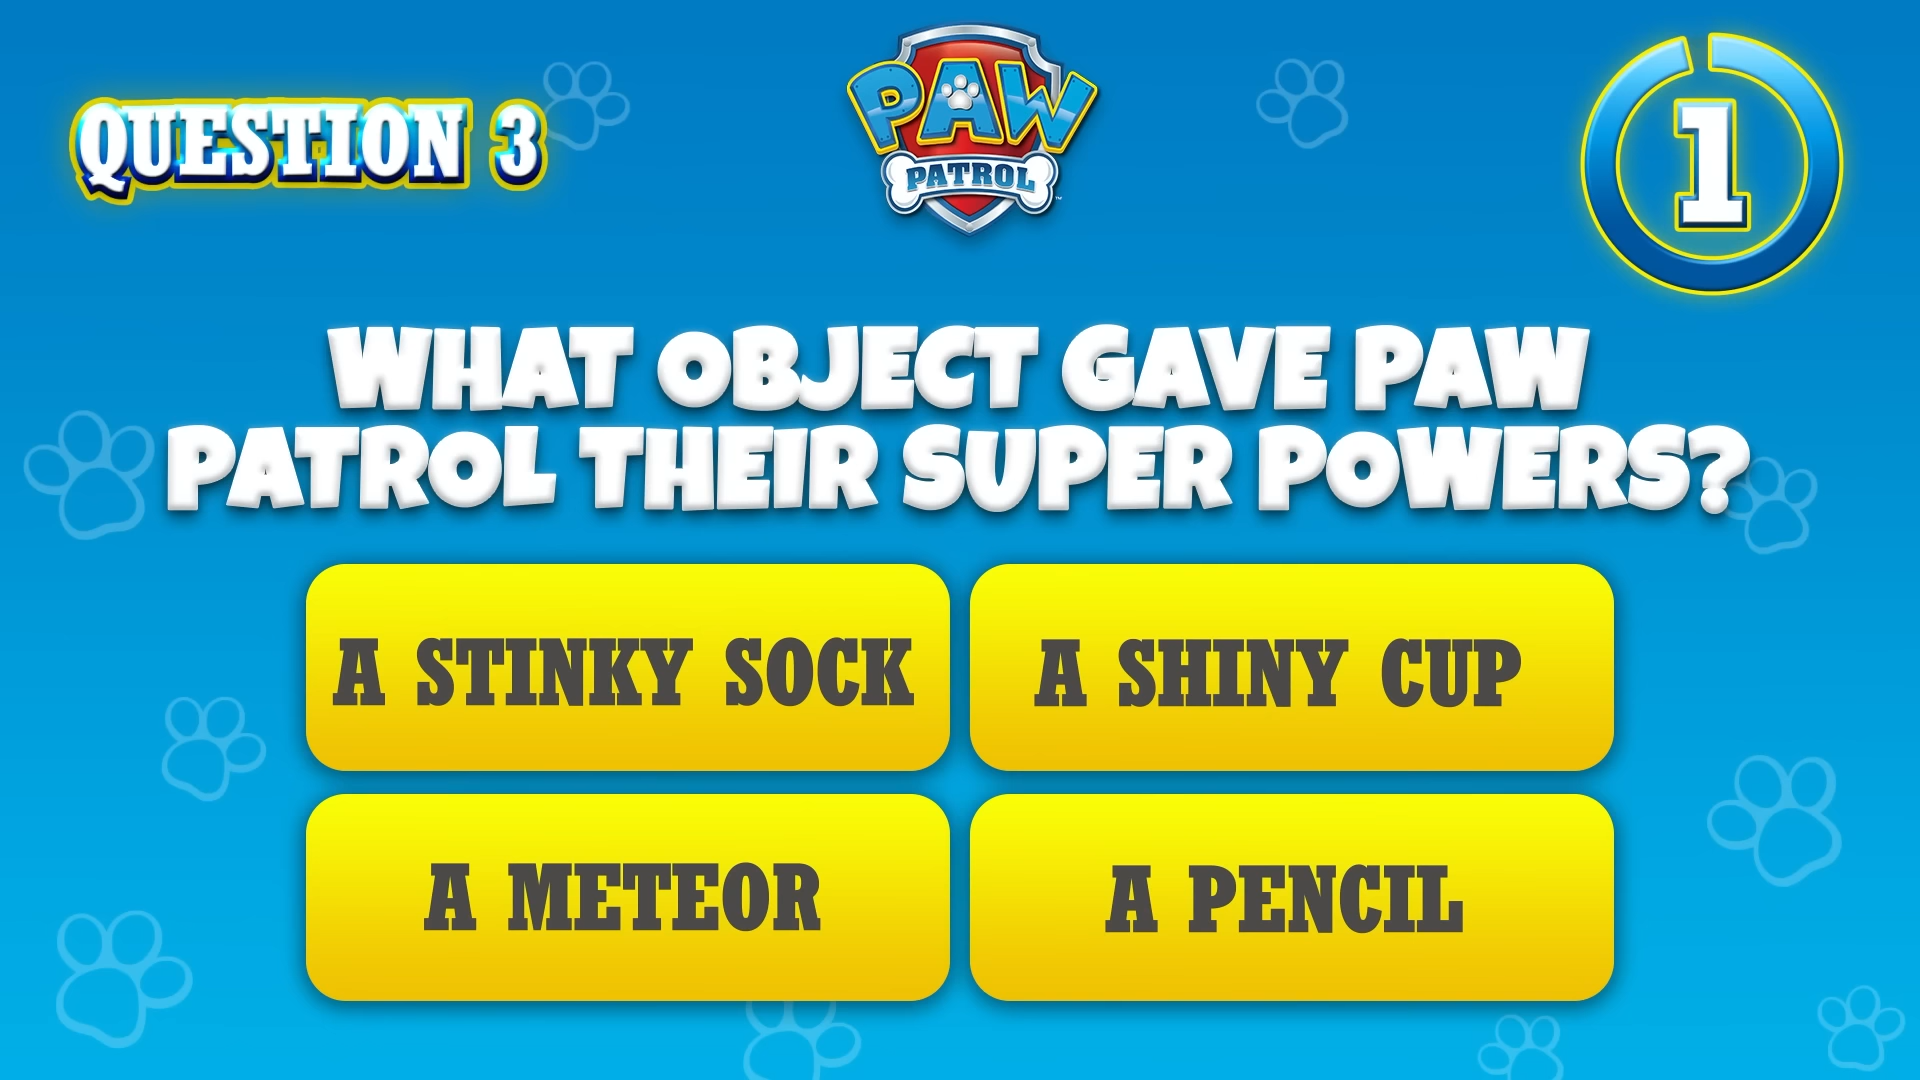 QUESTION 3
PAW
PATROL
1
WHAT OBJECT GAVE PAW
PATROL THEIR SUPER POWERS?
A STINKY SOCK
A SHINY CUP
A METEOR
A PENCIL